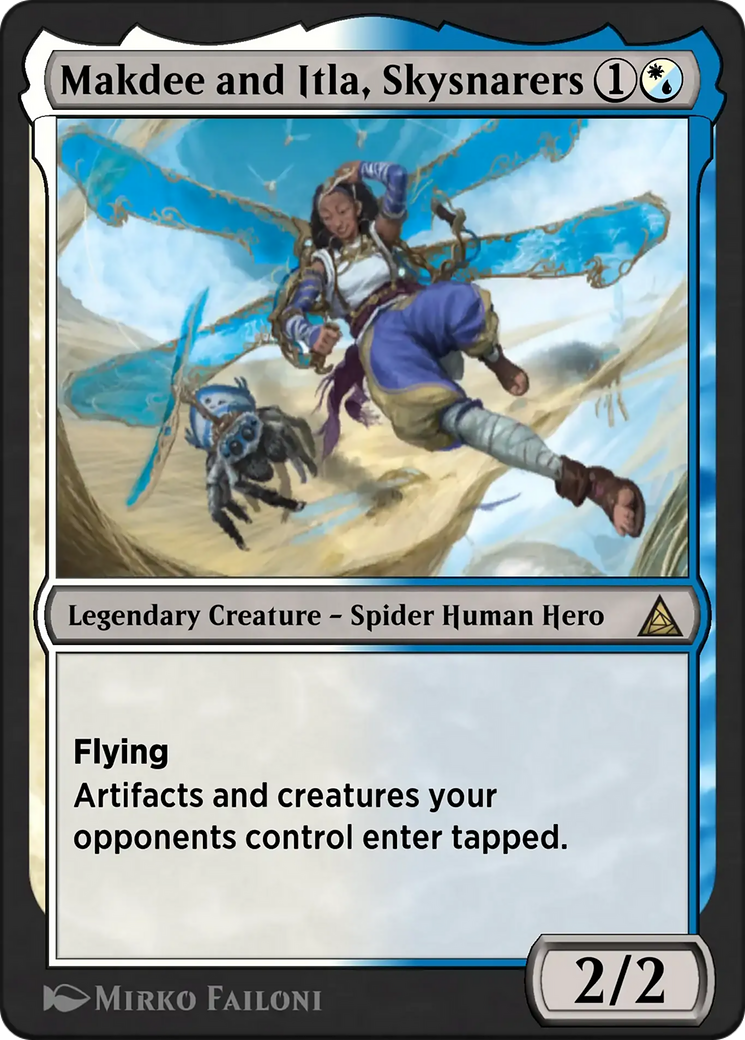 Makdee and Itla, Skysnarers 1
Legendary Creature – Spider Human Hero
Flying
Artifacts and creatures your
opponents control enter tapped.
2/2
Mirko Failoni